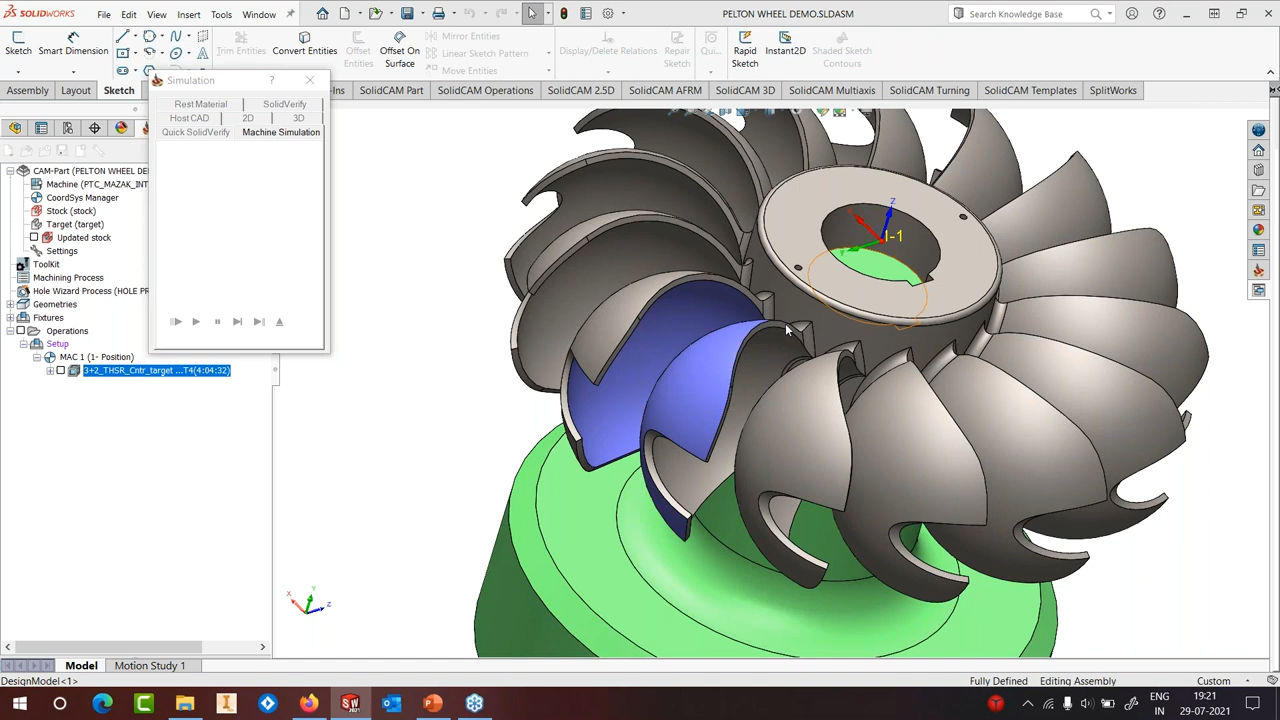 SOLIDWORKS File Edit View Insert Tools Window PELTON WHEEL DEMO.SLDASM Search Knowledge Base
Sketch Smart Dimension Trim Entities Convert Entities Offset Entities Offset On Surface Mirror Entities Linear Sketch Pattern Move Entities Display/Delete Relations Repair Sketch Qui... Rapid Sketch Instant2D Shaded Sketch Contours
Assembly Layout Sketch -Ins SolidCAM Part SolidCAM Operations SolidCAM 2.5D SolidCAM AFRM SolidCAM 3D SolidCAM Multiaxis SolidCAM Turning SolidCAM Templates SplitWorks
Simulation ?
Rest Material SolidVerify
Host CAD 2D 3D
Quick SolidVerify Machine Simulation
CAM-Part (PELTON WHEEL DE
Machine (PTC_MAZAK_INT
CoordSys Manager
Stock (stock)
Target (target)
Updated stock
Settings
ToolKit
Machining Process
Hole Wizard Process (HOLE PR
Geometries
Fixtures
Operations
Setup
MAC 1 (1- Position)
3+2_THSR_Cntr_target ...T4(4:04:32)
Z
1-1
Y
X Z
Model Motion Study 1
DesignModel<1> Fully Defined Editing Assembly Custom
ENG
IN
19:21
29-07-2021